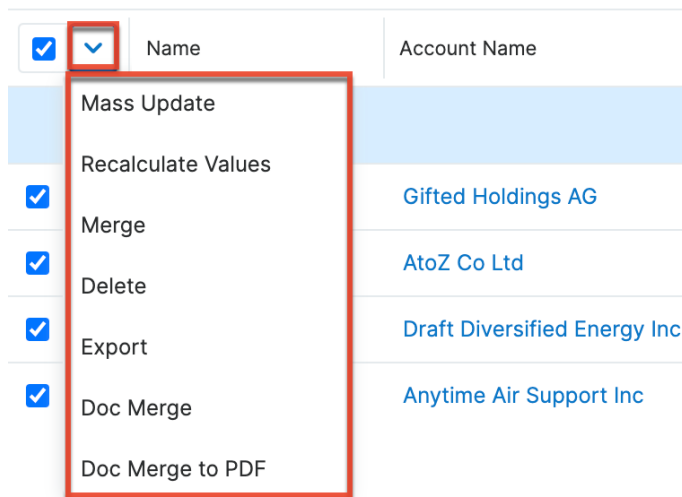 Name Account Name
Mass Update
Recalculate Values
Gifted Holdings AG
Merge
AtoZ Co Ltd
Delete
Draft Diversified Energy Inc
Export
Anytime Air Support Inc
Doc Merge
Doc Merge to PDF